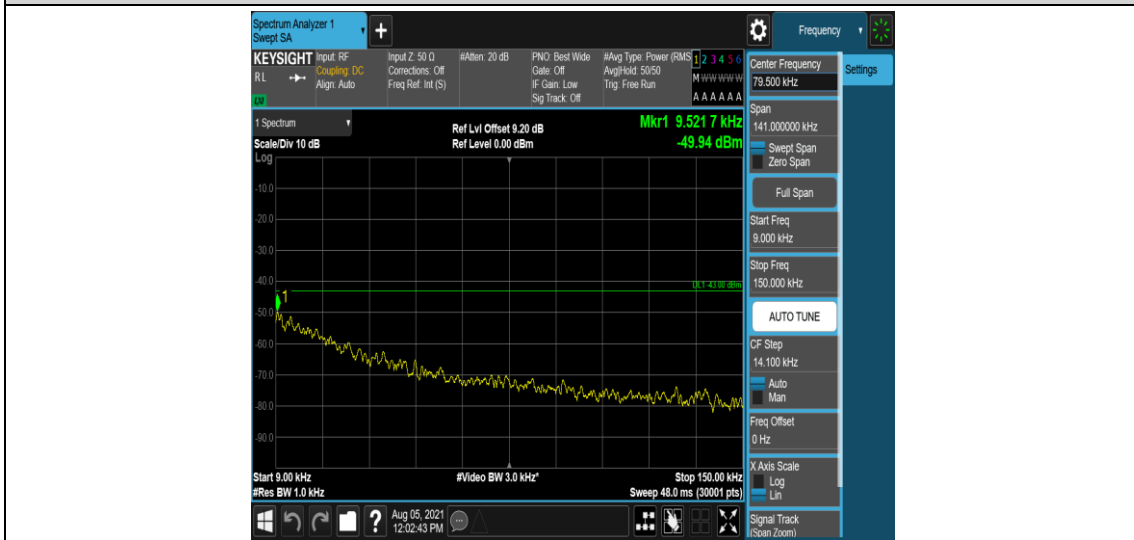 Spectrum Analyzer 1
Swept SA
+
Frequency
KEYSIGHT
RL
LXI
Input: RF
Coupling: DC
Align: Auto
Input Z: 50 Ω
Corrections: Off
Freq Ref: Int (S)
#Atten: 20 dB
PNO: Best Wide
Gate: Off
IF Gain: Low
Sig Track: Off
#Avg Type: Power (RMS
Avg|Hold: 50/50
Trig: Free Run
1 2 3 4 5 6
M W W W W W
A A A A A A
1 Spectrum
Scale/Div 10 dB
Ref Lvl Offset 9.20 dB
Ref Level 0.00 dBm
Mkr1 9.521 7 kHz
-49.94 dBm
Log
-10.0
-20.0
-30.0
-40.0
DL1 -43.00 dBm
1
-50.0
-60.0
-70.0
-80.0
-90.0
Start 9.00 kHz
#Res BW 1.0 kHz
#Video BW 3.0 kHz*
Stop 150.00 kHz
Sweep 48.0 ms (30001 pts)
?
Aug 05, 2021
12:02:43 PM
Center Frequency
79.500 kHz
Settings
Span
141.000000 kHz
Swept Span
Zero Span
Full Span
Start Freq
9.000 kHz
Stop Freq
150.000 kHz
AUTO TUNE
CF Step
14.100 kHz
Auto
Man
Freq Offset
0 Hz
X Axis Scale
Log
Lin
Signal Track
(Span Zoom)